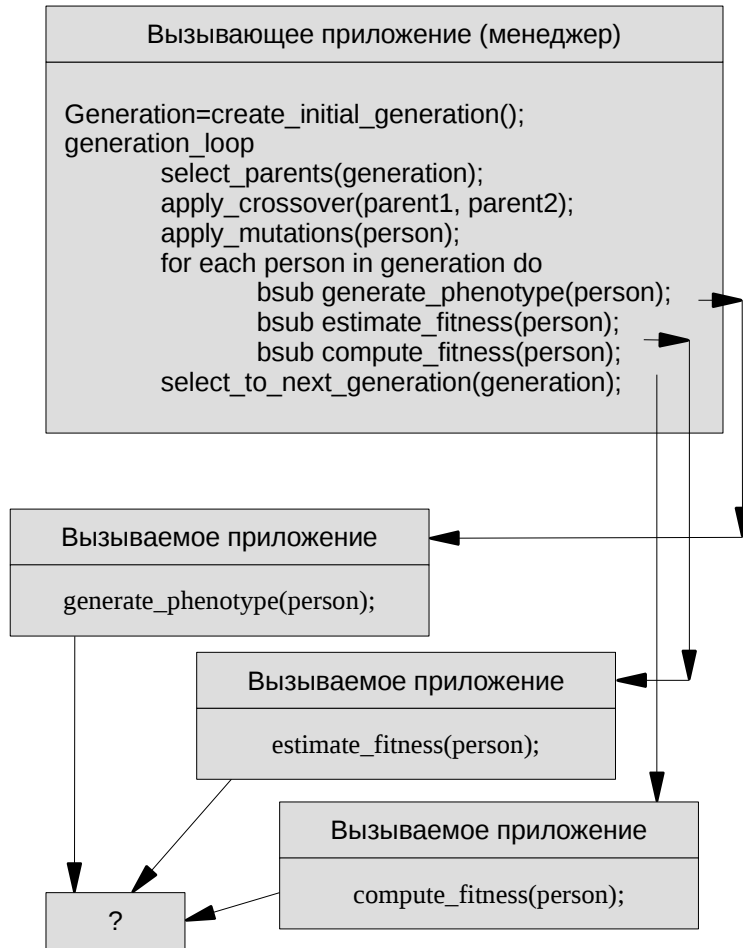 Вызывающее приложение (менеджер)
Generation=create_initial_generation();
generation_loop
select_parents(generation);
apply_crossover(parent1, parent2);
apply_mutations(person);
for each person in generation do
bsub generate_phenotype(person);
bsub estimate_fitness(person);
bsub compute_fitness(person);
select_to_next_generation(generation);
Вызываемое приложение
generate_phenotype(person);
Вызываемое приложение
estimate_fitness(person);
Вызываемое приложение
compute_fitness(person);
?